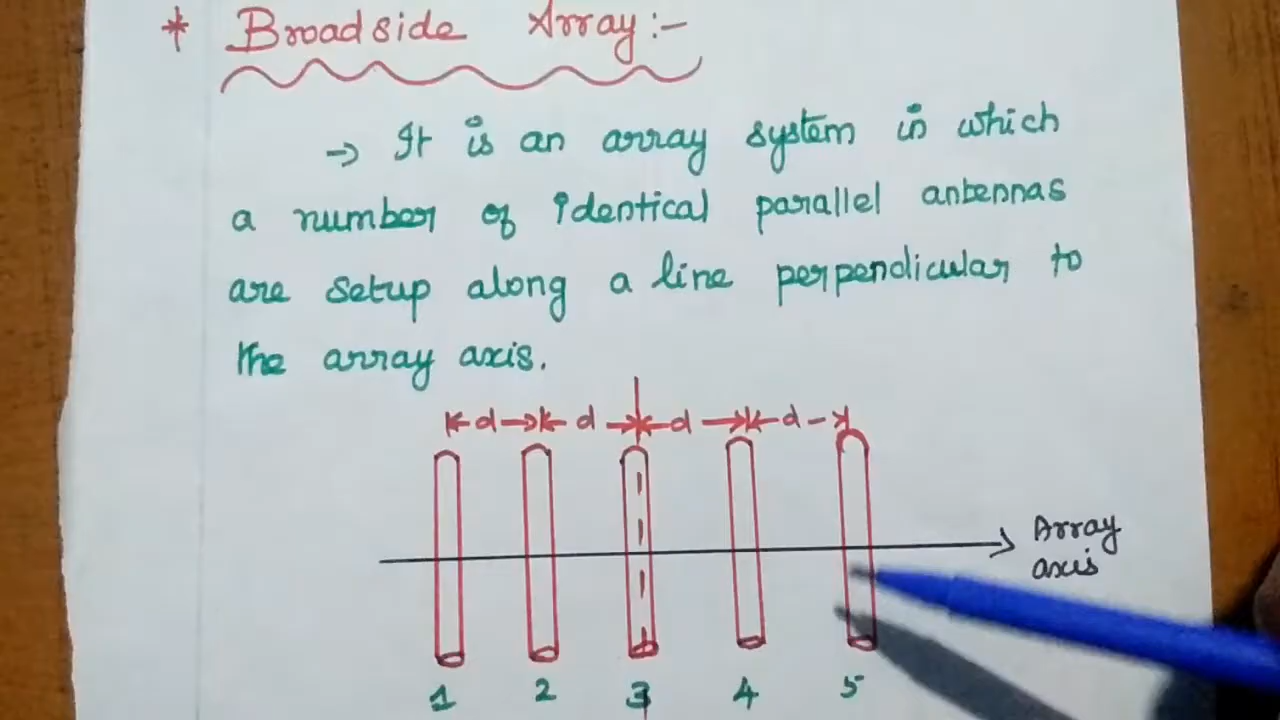 * Broadside Array:-
→ It is an array system in which
a number of identical parallel antennas
are setup along a line perpendicular to
the array axis.
d d d d
Array
axis
1 2 3 4 5